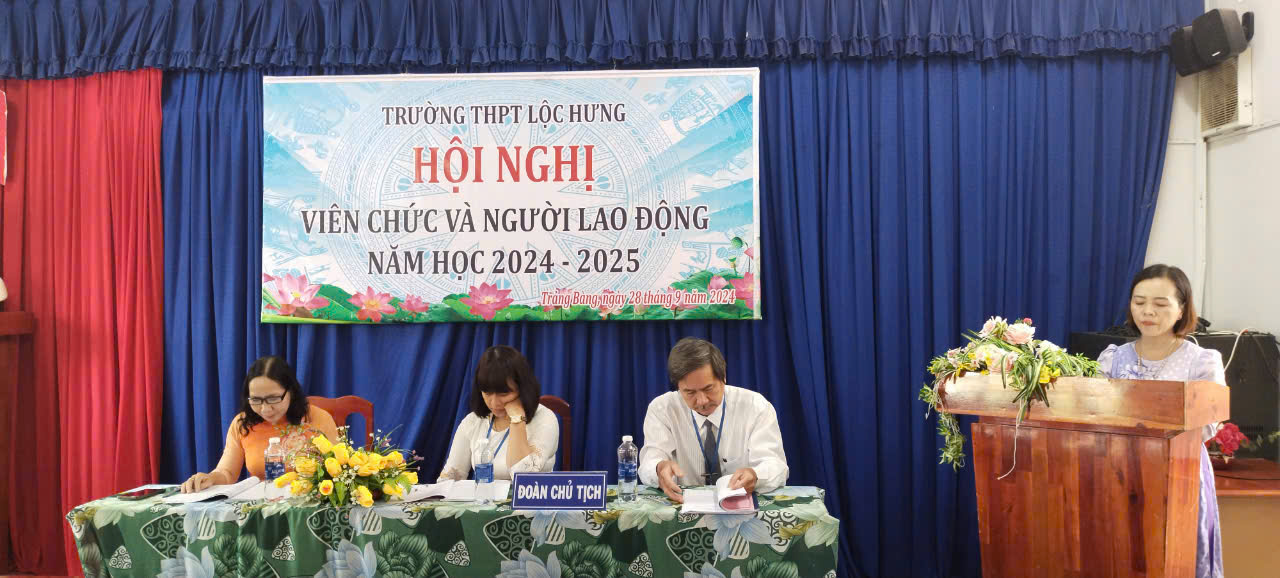 TRƯỜNG THPT LỘC HƯNG
HỘI NGHỊ
VIÊN CHỨC VÀ NGƯỜI LAO ĐỘNG
NĂM HỌC 2024 - 2025
Trảng Bàng, ngày 28 tháng 9 năm 2024
ĐOÀN CHỦ TỊCH